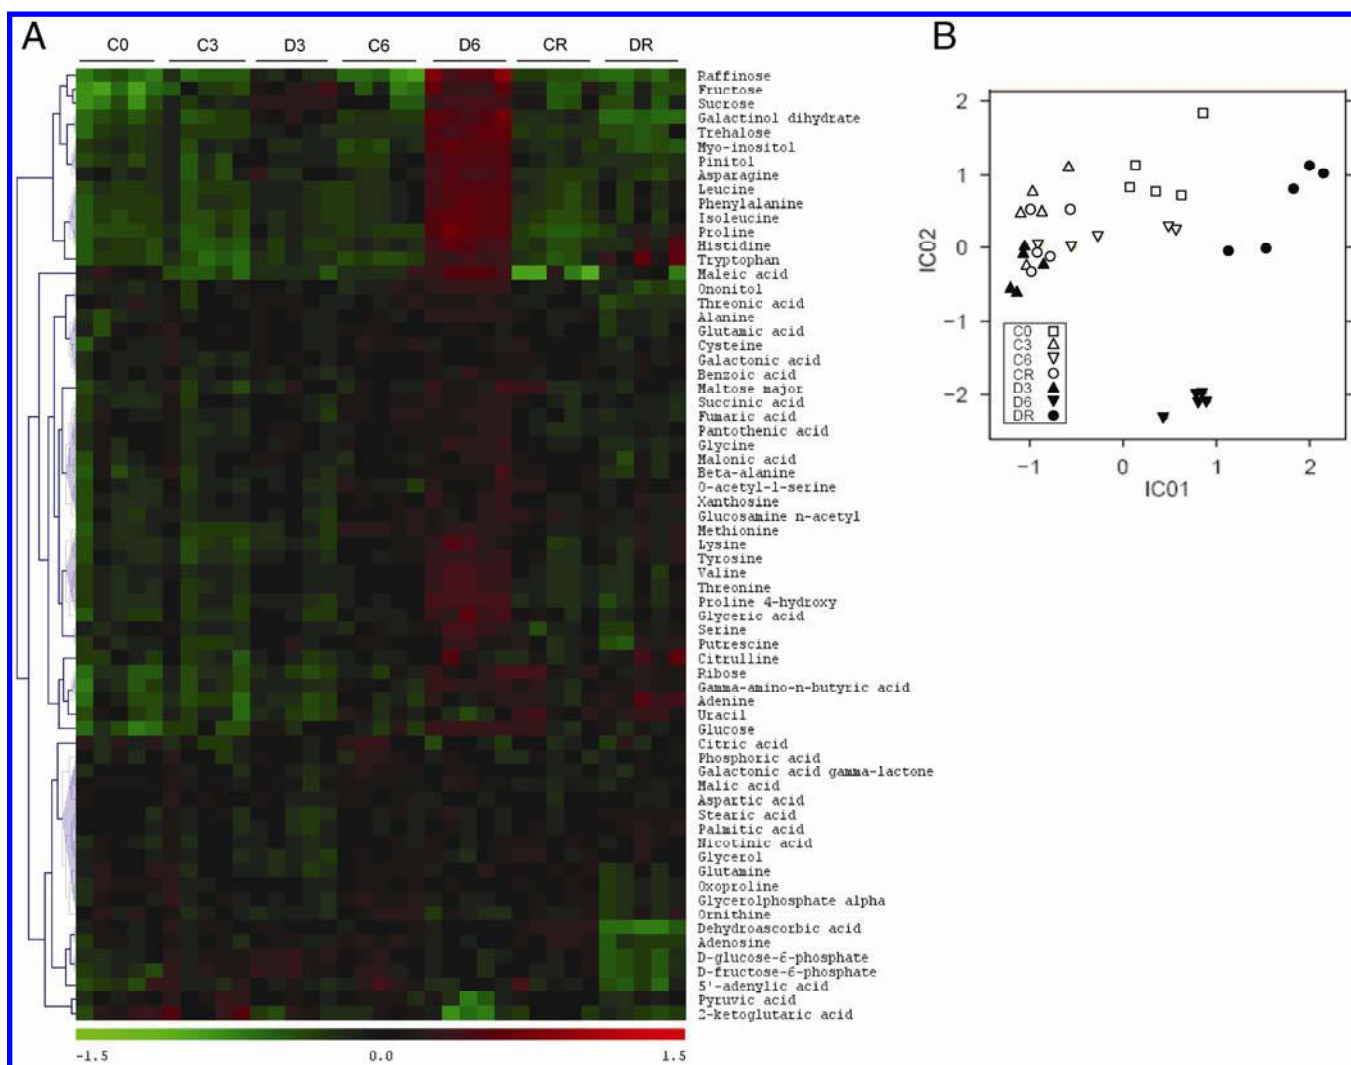 A
B
C0 C3 D3 C6 D6 CR DR
Raffinose
Fructose
Sucrose
Galactinol dihydrate
Trehalose
Myo-inositol
Pinitol
Asparagine
Leucine
Phenylalanine
Isoleucine
Proline
Histidine
Tryptophan
Maleic acid
Ononitol
Threonic acid
Alanine
Glutamic acid
Cysteine
Galactonic acid
Benzoic acid
Maltose major
Succinic acid
Fumaric acid
Pantothenic acid
Glycine
Malonic acid
Beta-alanine
O-acetyl-l-serine
Xanthosine
Glucosamine n-acetyl
Methionine
Lysine
Tyrosine
Valine
Threonine
Proline 4-hydroxy
Glyceric acid
Serine
Putrescine
Citrulline
Ribose
Gamma-amino-n-butyric acid
Adenine
Uracil
Glucose
Citric acid
Phosphoric acid
Galactonic acid gamma-lactone
Malic acid
Aspartic acid
Stearic acid
Palmitic acid
Nicotinic acid
Glycerol
Glutamine
Oxoproline
Glycerolphosphate alpha
Ornithine
Dehydroascorbic acid
Adenosine
D-glucose-6-phosphate
D-fructose-6-phosphate
5'-adenylic acid
Pyruvic acid
2-ketoglutaric acid
-1.5 0.0 1.5
2
1
0
−1
−2
IC02
C0
C3
C6
CR
D3
D6
DR
−1 0 1 2
IC01